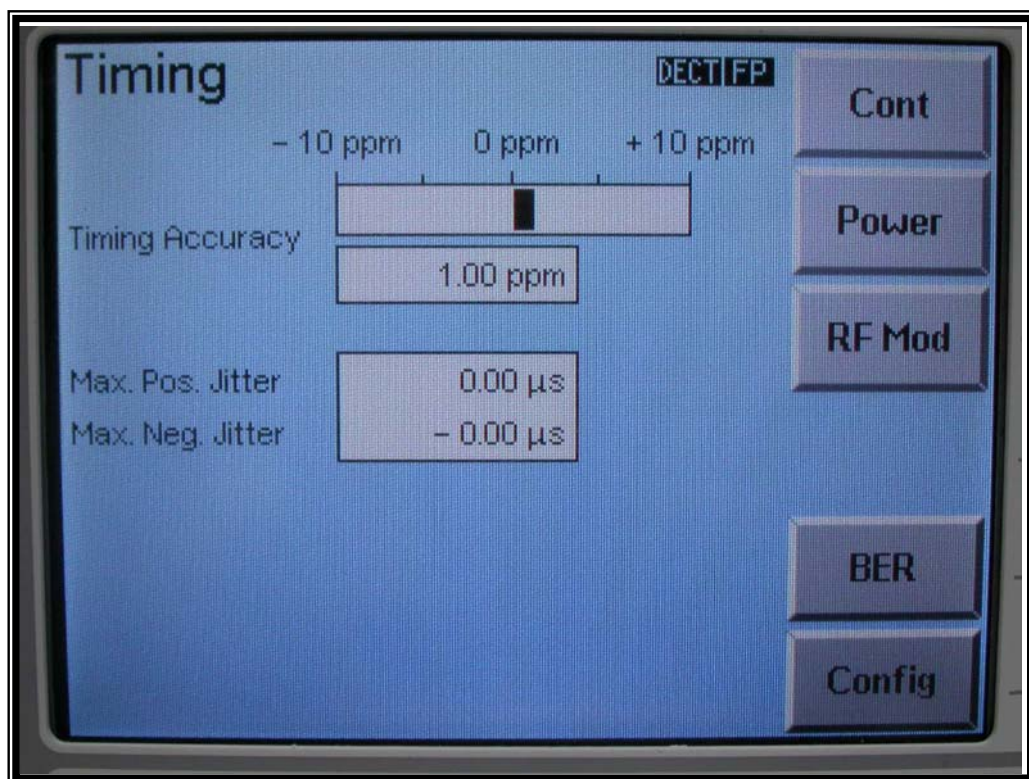 Timing
DECT FP
– 10 ppm 0 ppm + 10 ppm
Timing Accuracy
1.00 ppm
Max. Pos. Jitter 0.00 µs
Max. Neg. Jitter – 0.00 µs
Cont
Power
RF Mod
BER
Config